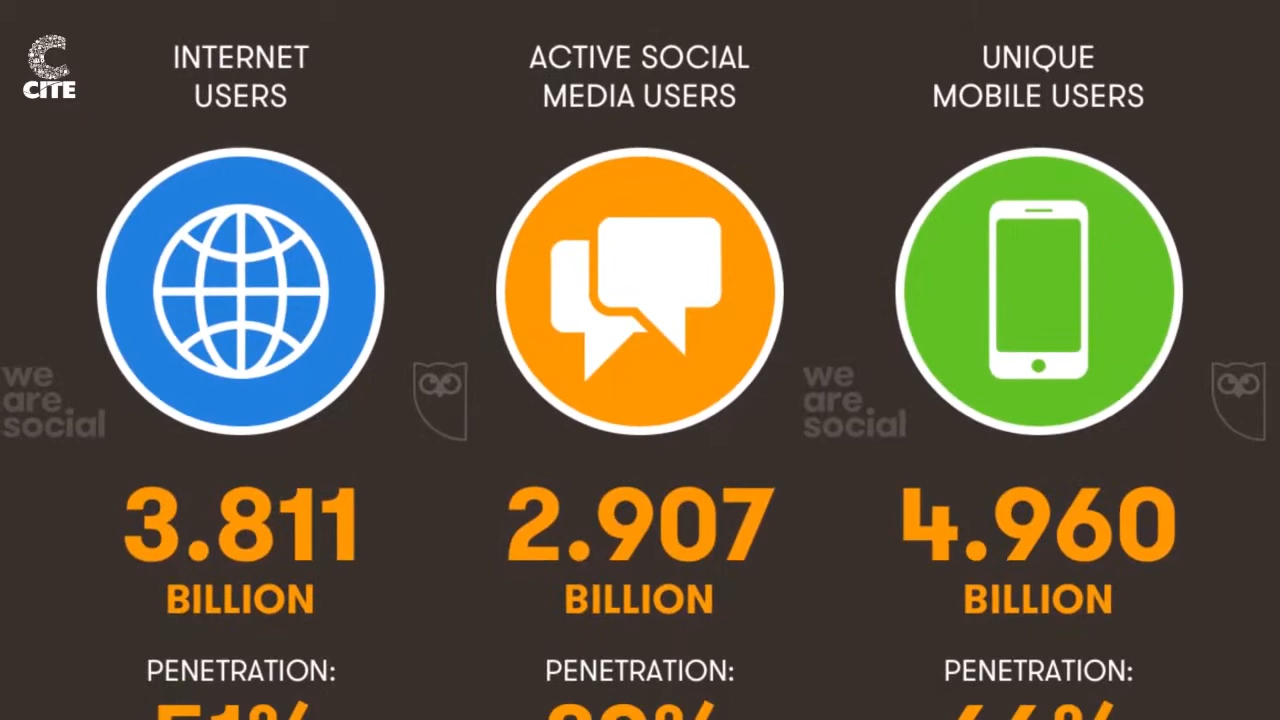 CITE
INTERNET
USERS
ACTIVE SOCIAL
MEDIA USERS
UNIQUE
MOBILE USERS
we
are
social
we
are
social
3.811
BILLION
2.907
BILLION
4.960
BILLION
PENETRATION:
PENETRATION:
PENETRATION:
51%